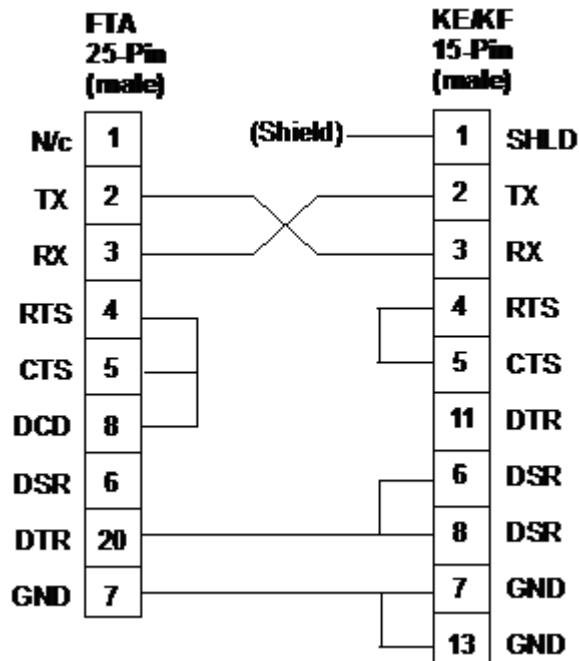 FTA
25-Pin
(male)
KE/KF
15-Pin
(male)
N/c 1 (Shield) 1 SHLD
TX 2 2 TX
RX 3 3 RX
RTS 4 4 RTS
CTS 5 5 CTS
DCD 8 11 DTR
DSR 6 6 DSR
DTR 20 8 DSR
GND 7 7 GND
13 GND